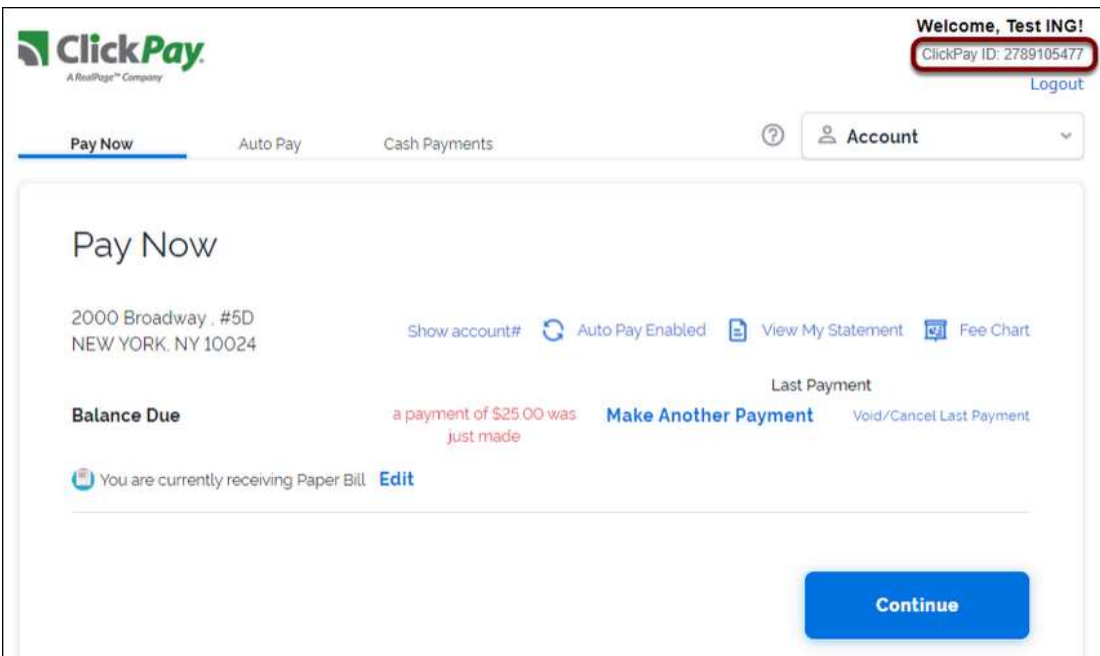 Welcome, Test ING!
ClickPay
ClickPay ID: 2789105477
A RealPage™ Company
Logout
Pay Now
Auto Pay
Cash Payments
Account
Pay Now
2000 Broadway , #5D
NEW YORK, NY 10024
Show account#
Auto Pay Enabled
View My Statement
Fee Chart
Last Payment
Balance Due
a payment of $25.00 was
just made
Make Another Payment
Void/Cancel Last Payment
You are currently receiving Paper Bill Edit
Continue